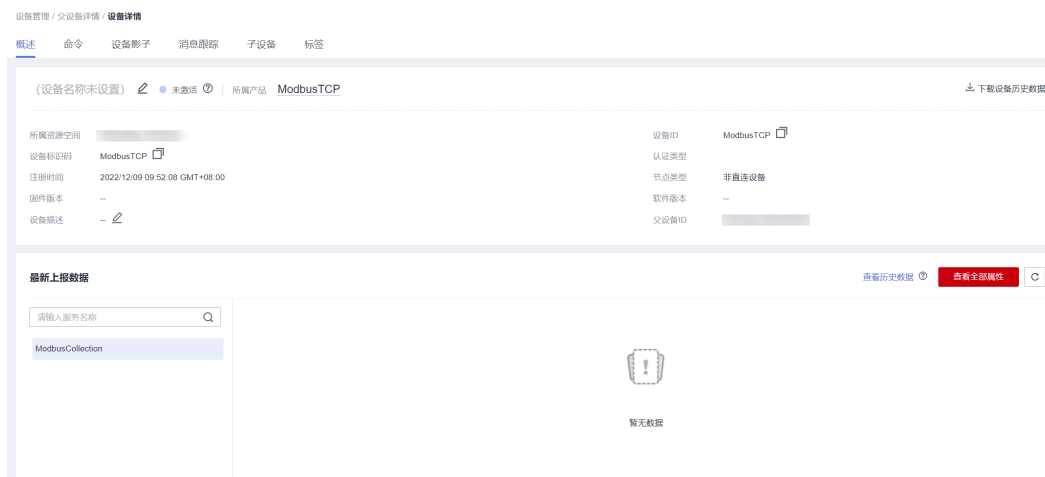 设备管理 / 父设备详情 / 设备详情
概述 命令 设备影子 消息跟踪 子设备 标签
(设备名称未设置) 未激活 所属产品 ModbusTCP 下载设备历史数据
所属资源空间 设备ID ModbusTCP
设备标识码 ModbusTCP 认证类型
注册时间 2022/12/09 09:52:08 GMT+08:00 节点类型 非直连设备
固件版本 -- 软件版本 --
设备描述 -- 父设备ID
最新上报数据 查看历史数据 查看全部属性
请输入服务名称
ModbusCollection
暂无数据